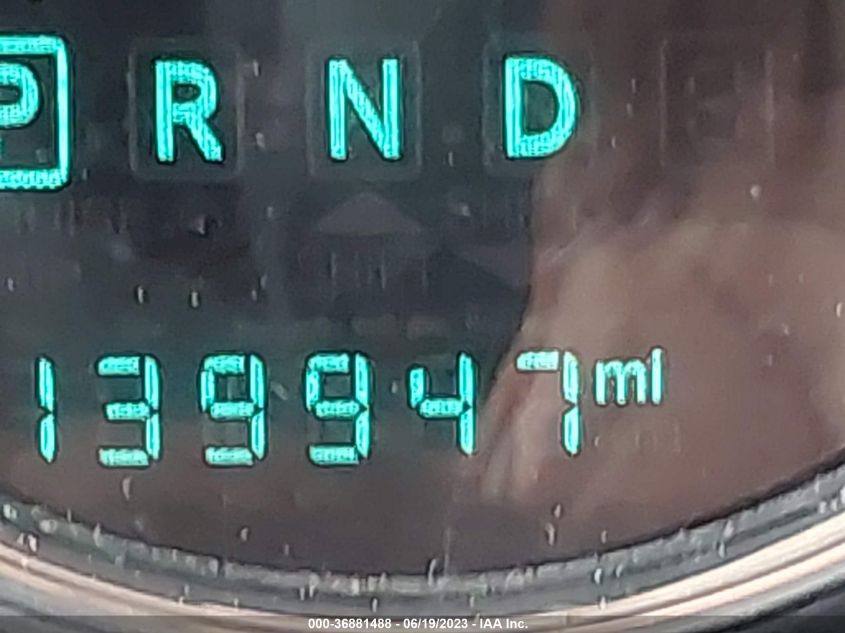 P R N D
139947 mi
000-36881488 - 06/19/2023 - IAA Inc.